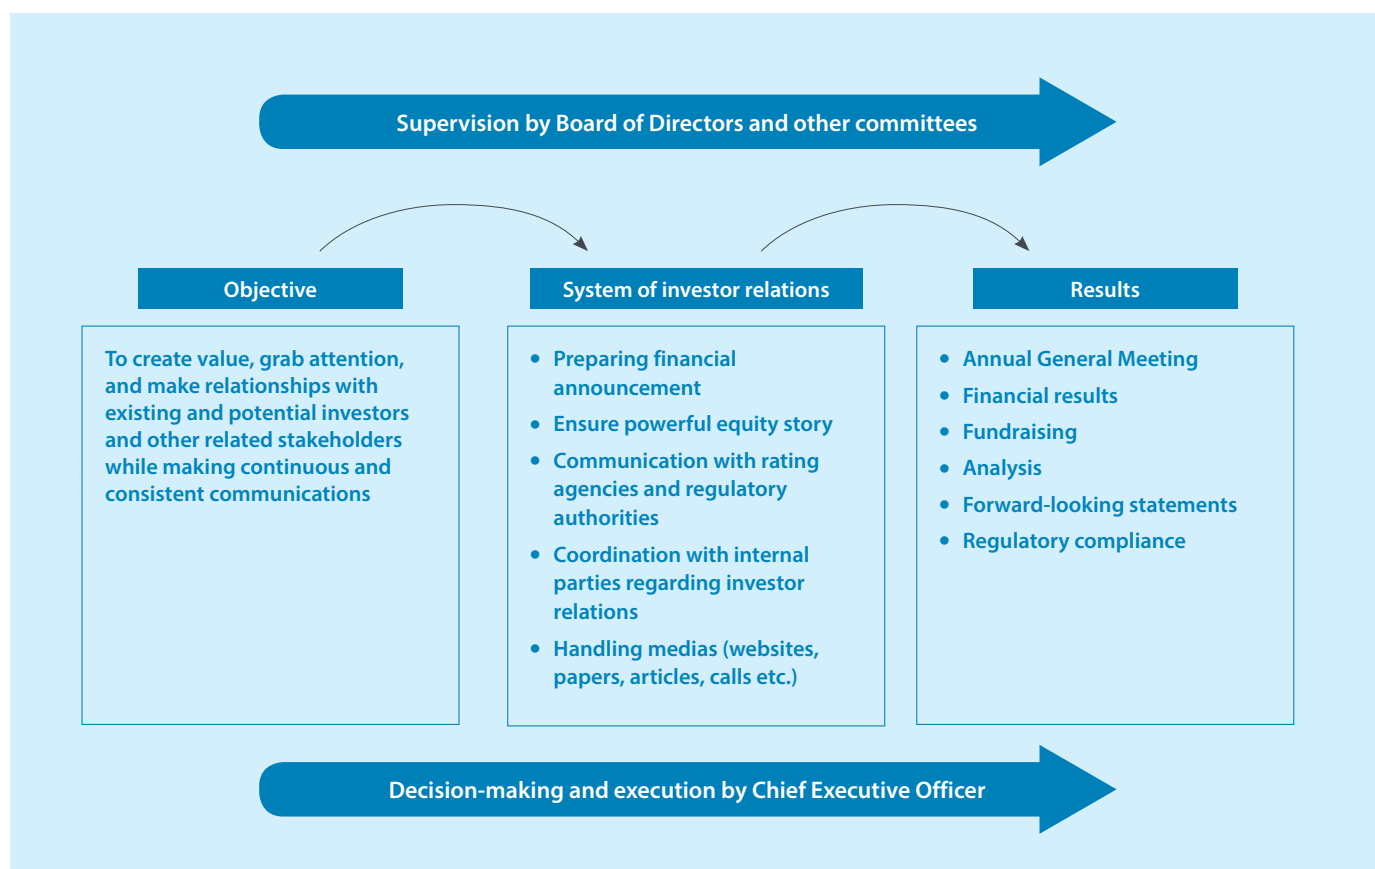 Supervision by Board of Directors and other committees
Objective
To create value, grab attention,
and make relationships with
existing and potential investors
and other related stakeholders
while making continuous and
consistent communications
System of investor relations
• Preparing financial
announcement
• Ensure powerful equity story
• Communication with rating
agencies and regulatory
authorities
• Coordination with internal
parties regarding investor
relations
• Handling medias (websites,
papers, articles, calls etc.)
Results
• Annual General Meeting
• Financial results
• Fundraising
• Analysis
• Forward-looking statements
• Regulatory compliance
Decision-making and execution by Chief Executive Officer